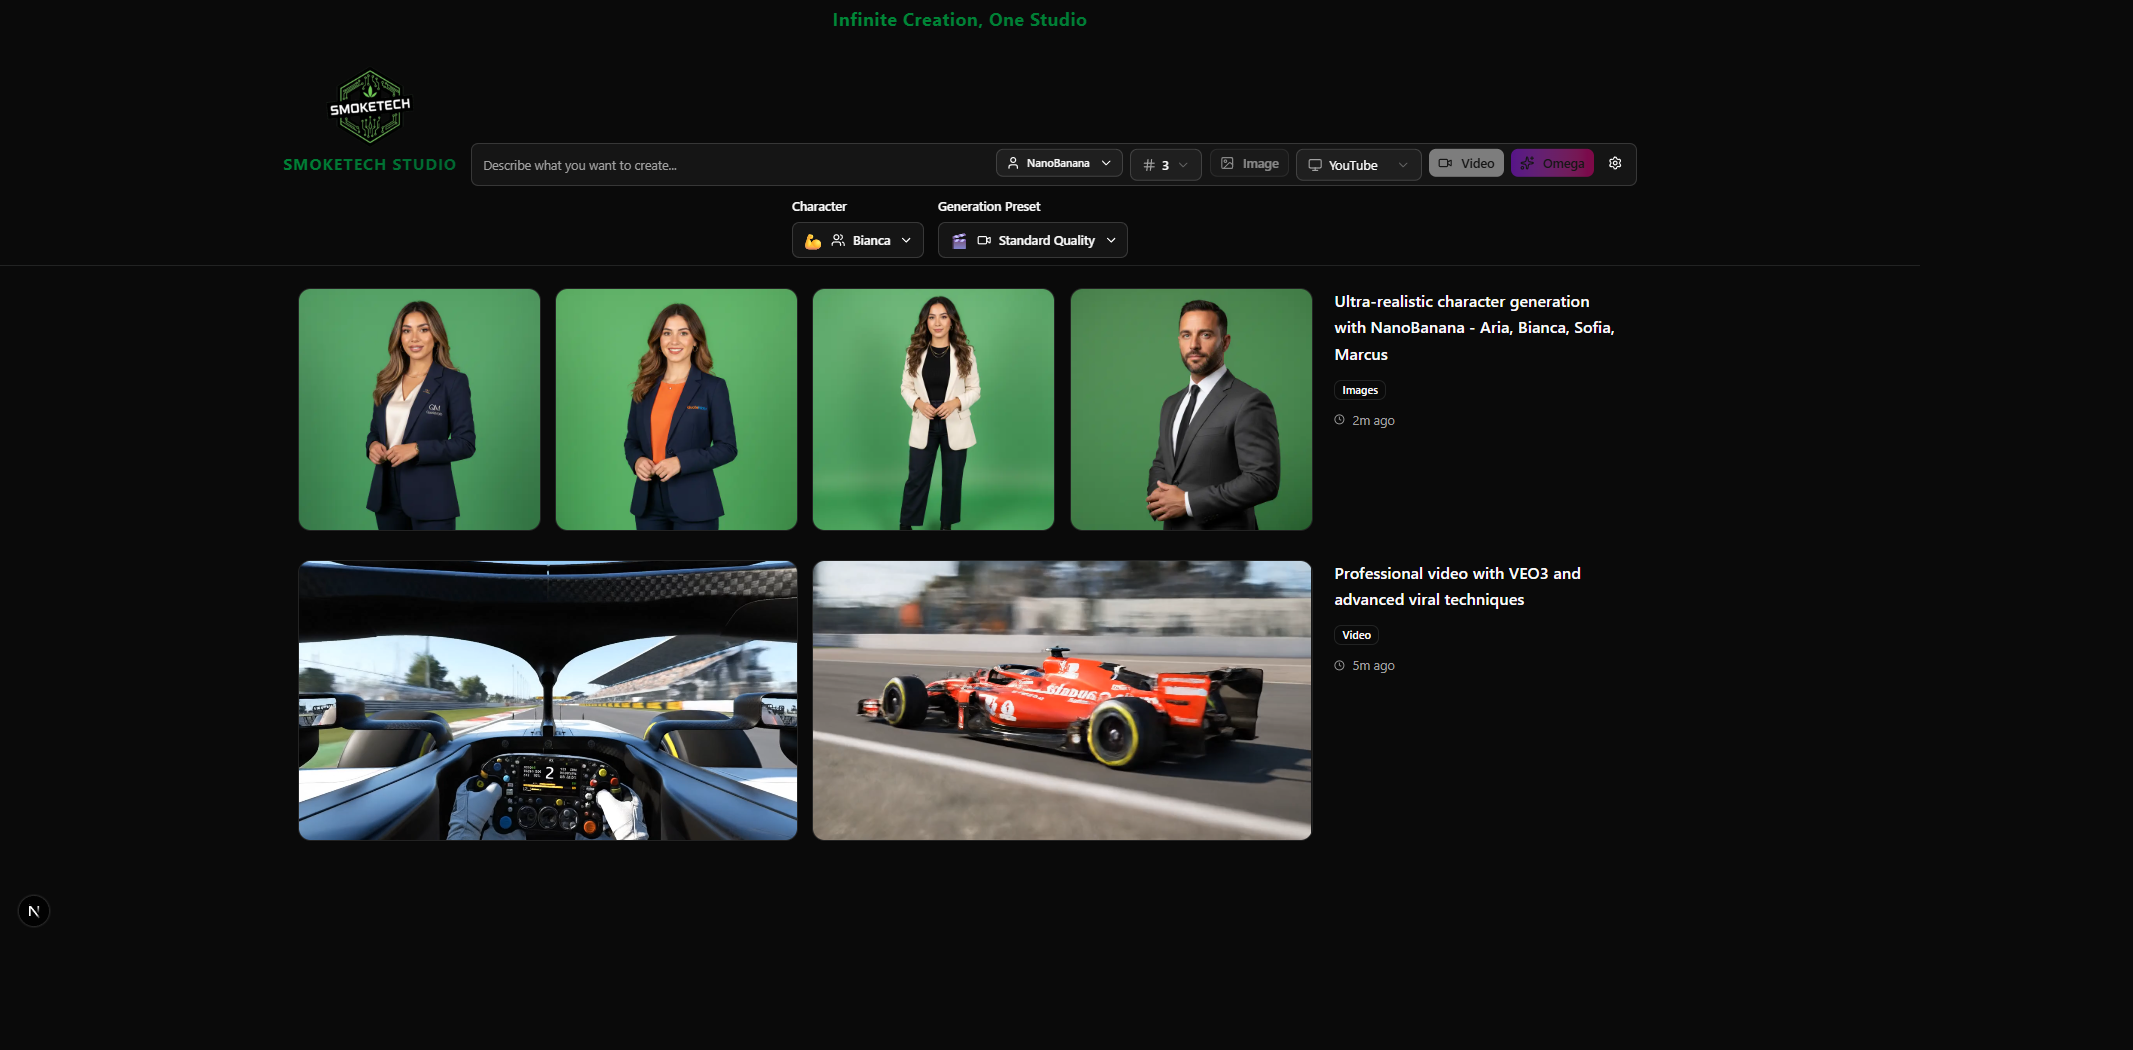 Infinite Creation, One Studio
SMOKETECH
SMOKETECH STUDIO
Describe what you want to create...
NanoBanana
3
Image
YouTube
Video
Omega
Character
Generation Preset
Bianca
Standard Quality
Ultra-realistic character generation
with NanoBanana - Aria, Bianca, Sofia,
Marcus
Images
2m ago
Professional video with VEO3 and
advanced viral techniques
Video
5m ago
2
N